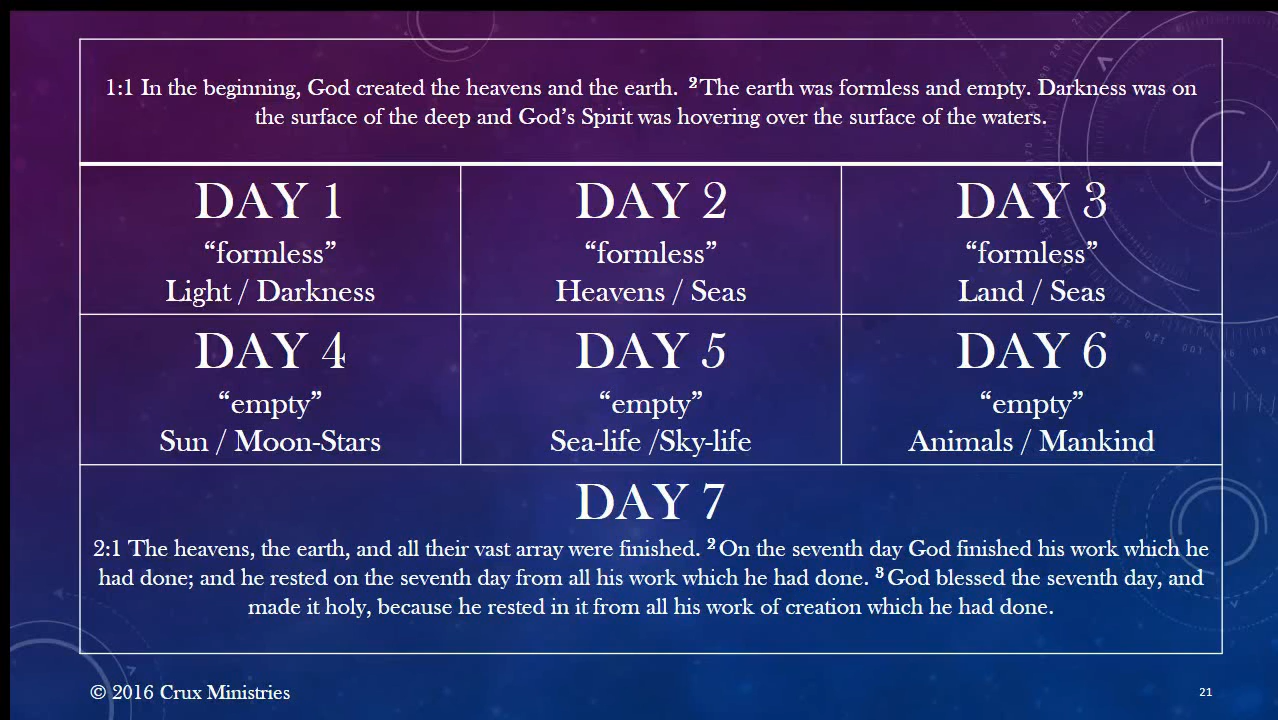 1:1 In the beginning, God created the heavens and the earth. ²The earth was formless and empty. Darkness was on
the surface of the deep and God’s Spirit was hovering over the surface of the waters.
DAY 1
“formless”
Light / Darkness
DAY 2
“formless”
Heavens / Seas
DAY 3
“formless”
Land / Seas
DAY 4
“empty”
Sun / Moon-Stars
DAY 5
“empty”
Sea-life /Sky-life
DAY 6
“empty”
Animals / Mankind
DAY 7
2:1 The heavens, the earth, and all their vast array were finished. ²On the seventh day God finished his work which he
had done; and he rested on the seventh day from all his work which he had done. ³God blessed the seventh day, and
made it holy, because he rested in it from all his work of creation which he had done.
© 2016 Crux Ministries
21